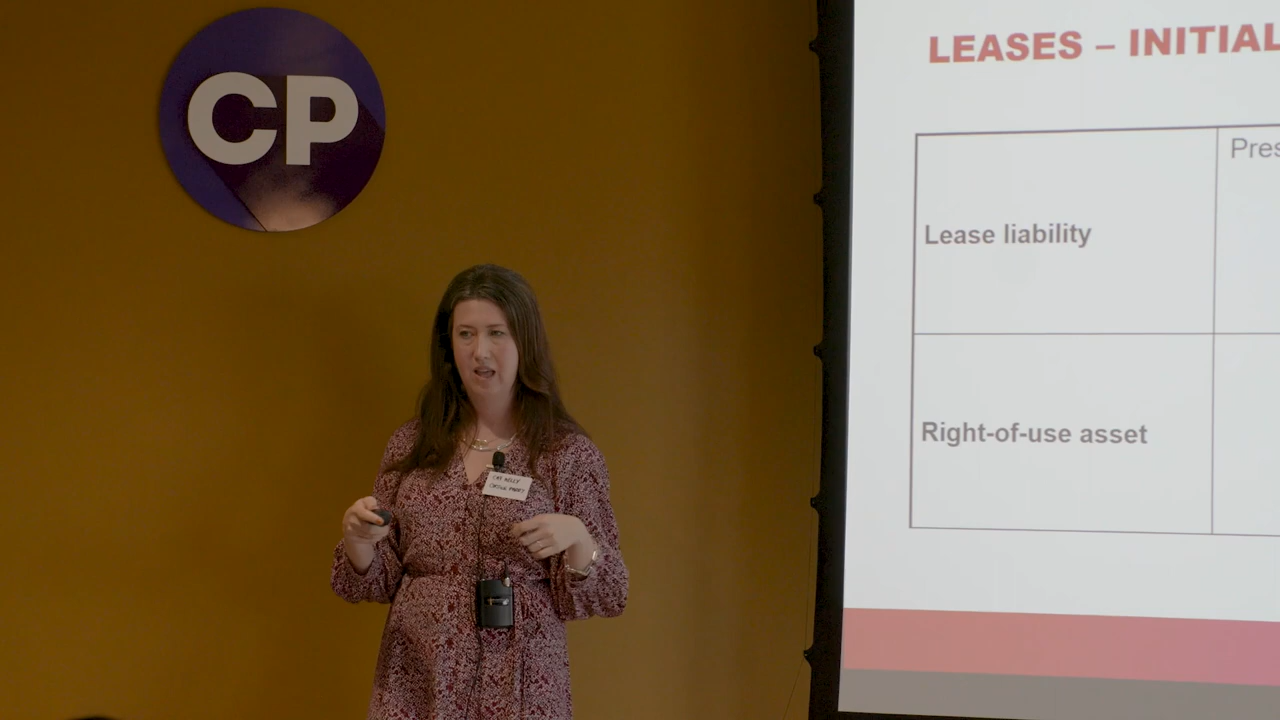 CP
LEASES – INITIAL
Pres
Lease liability
Right-of-use asset